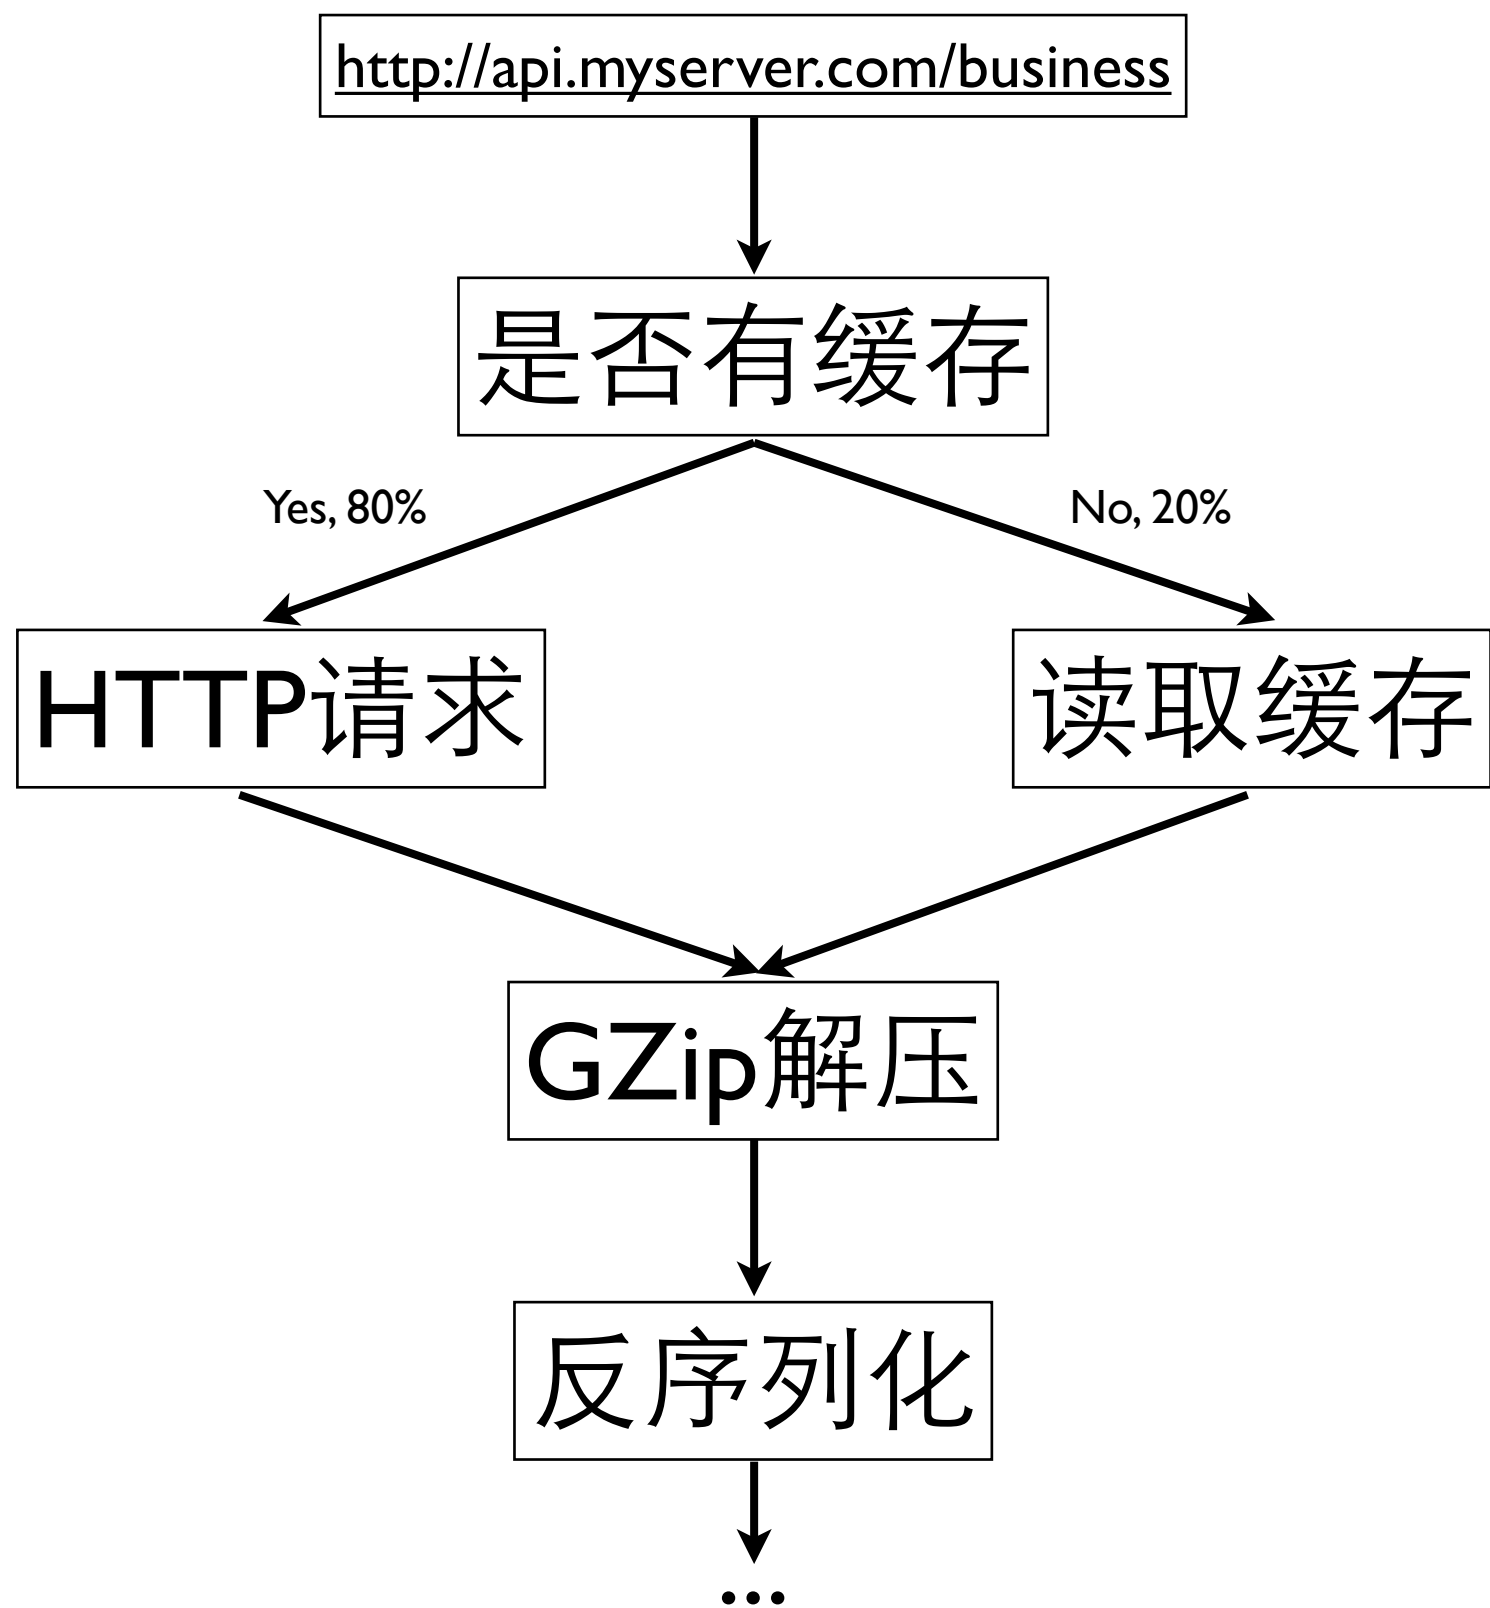 http://api.myserver.com/business
是否有缓存
Yes, 80%
No, 20%
HTTP请求
读取缓存
GZip解压
反序列化
...